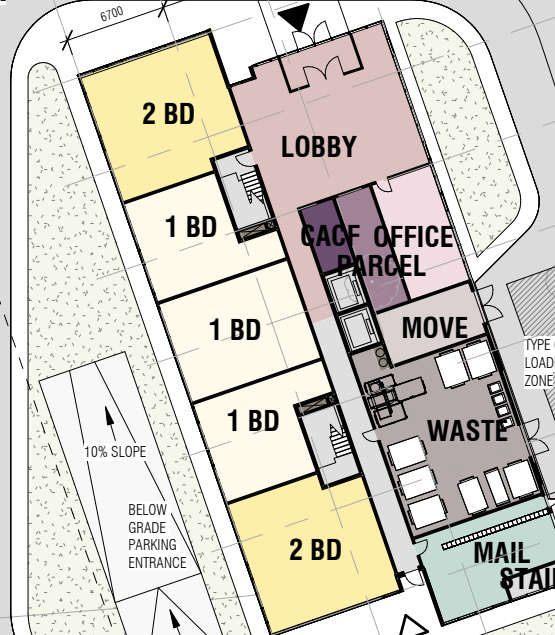 6700
2 BD
LOBBY
1 BD
CACF OFFICE
PARCEL
1 BD
MOVE
TYPE
LOAD
ZONE
1 BD
WASTE
10% SLOPE
BELOW
GRADE
PARKING
ENTRANCE
2 BD
MAIL
STAI